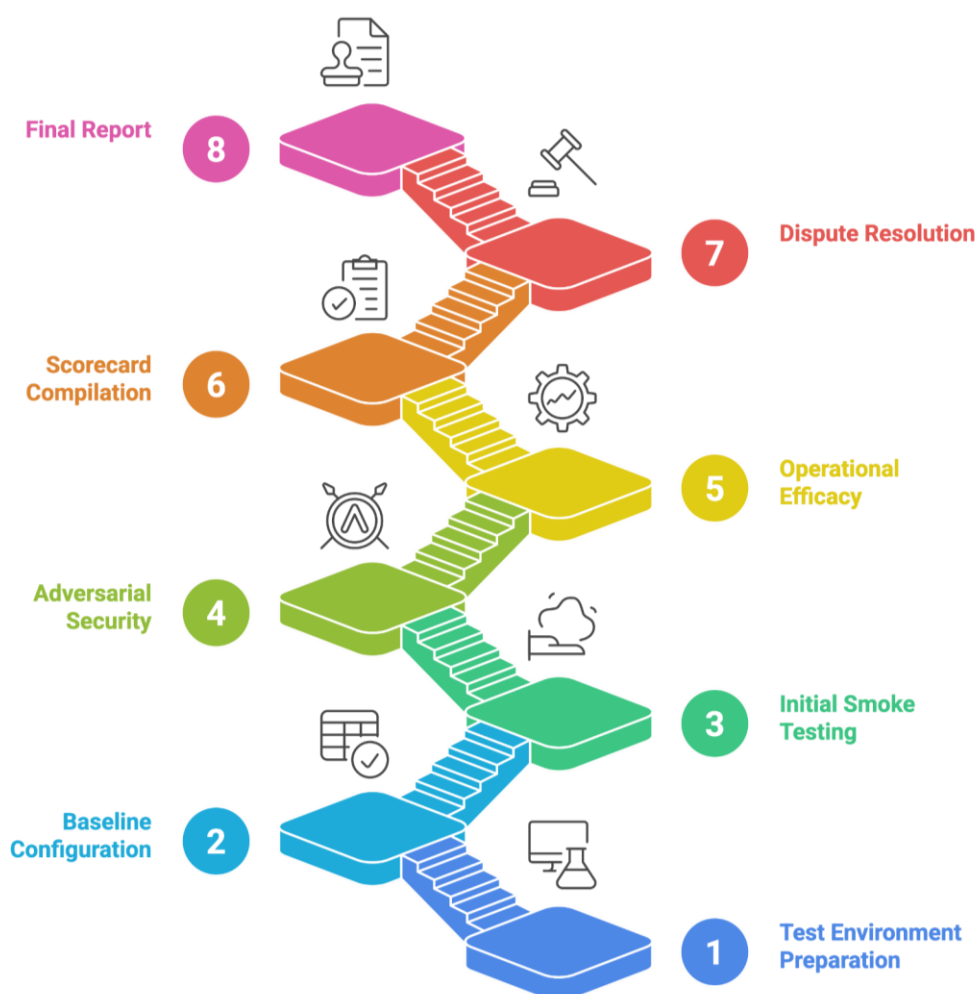 Final Report
8
7
Dispute Resolution
Scorecard
Compilation
6
5
Operational
Efficacy
Adversarial
Security
4
3
Initial Smoke
Testing
Baseline
Configuration
2
1
Test Environment
Preparation